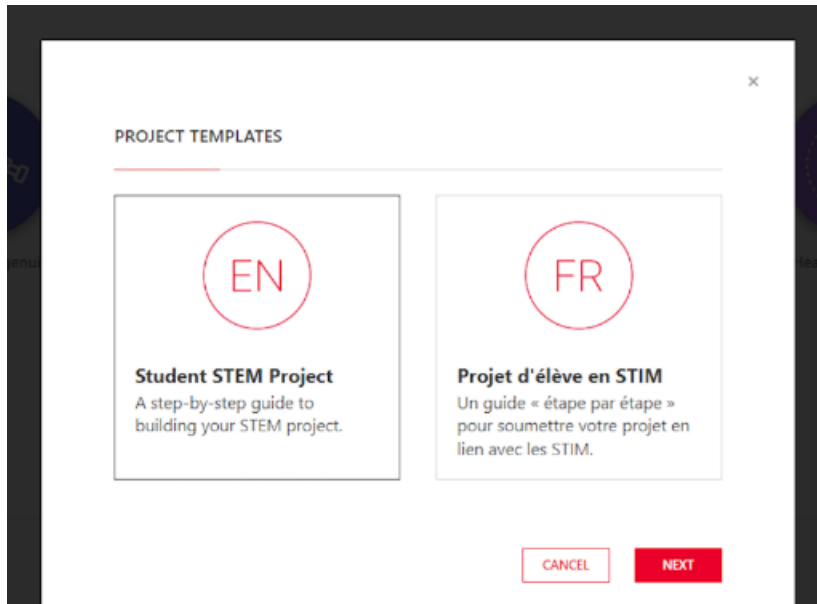 ×
PROJECT TEMPLATES
EN
Student STEM Project
A step-by-step guide to
building your STEM project.
FR
Projet d'élève en STIM
Un guide « étape par étape »
pour soumettre votre projet en
lien avec les STIM.
CANCEL
NEXT